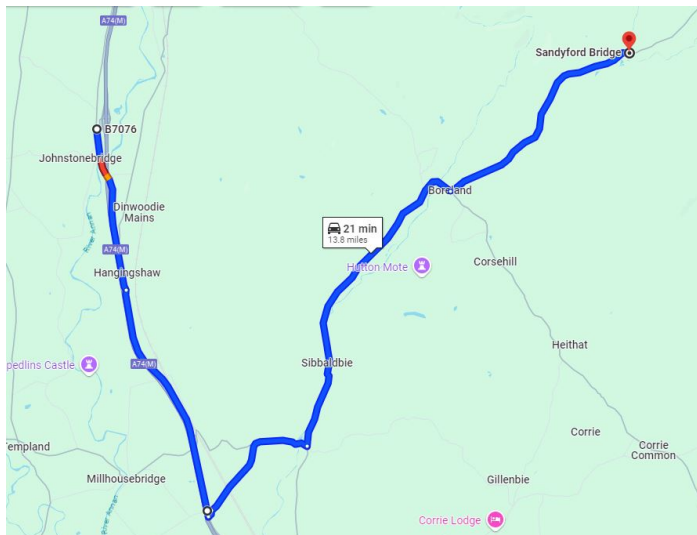 A74(M)
Sandyford Bridge
B7076
Johnstonebridge
Dinwoodie
Mains
Boreland
21 min
13.8 miles
A74(M)
Hangingshaw
Hutton Mote
Corsehill
Heithat
A74(M)
pedlins Castle
Sibbaldbie
Corrie
Templand
Corrie
Common
Millhousebridge
Gillenbie
Corrie Lodge